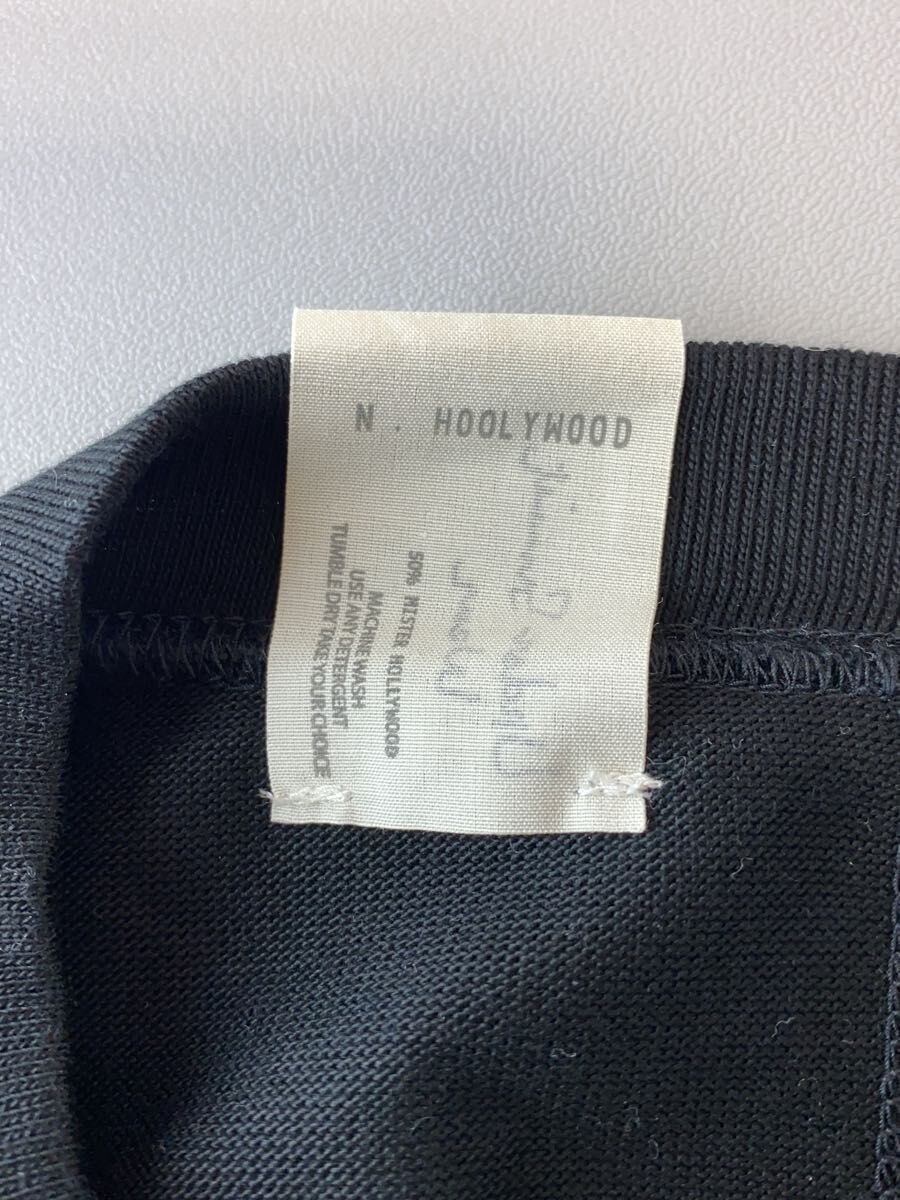 N. HOOLYWOOD
50% MISTER HOLLYWOOD
MACHINE WASH
USE ANY DETERGENT
TUMBLE DRY TAKE YOUR CHOICE